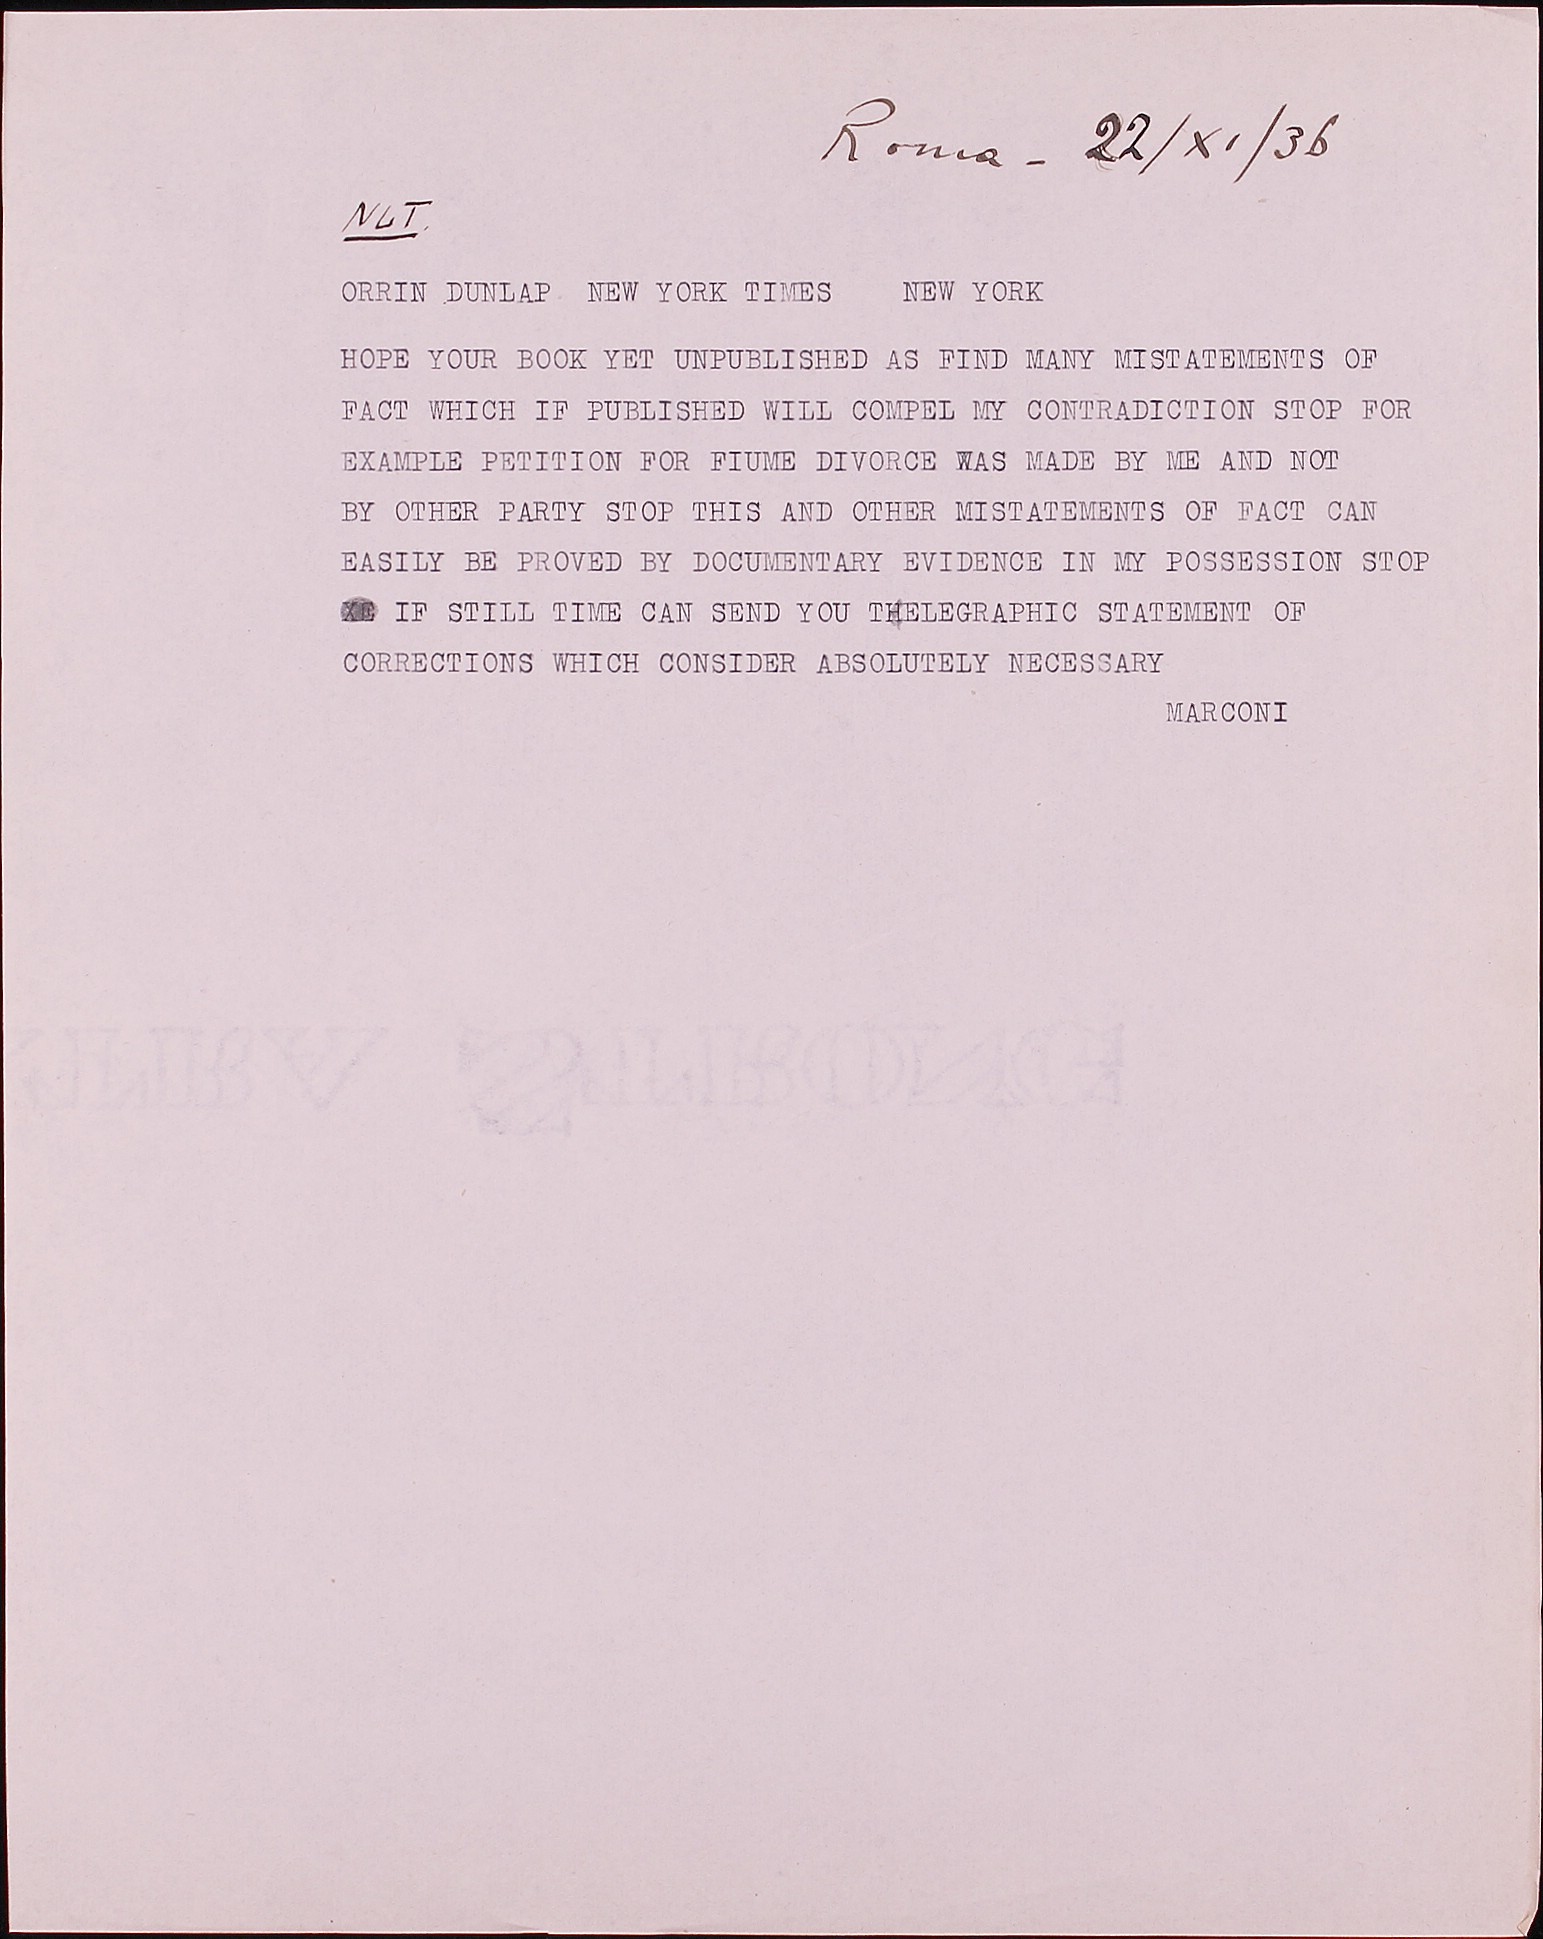 Roma - 22/XI/36
NLT.
ORRIN DUNLAP NEW YORK TIMES NEW YORK
HOPE YOUR BOOK YET UNPUBLISHED AS FIND MANY MISTATEMENTS OF
FACT WHICH IF PUBLISHED WILL COMPEL MY CONTRADICTION STOP FOR
EXAMPLE PETITION FOR FIUME DIVORCE WAS MADE BY ME AND NOT
BY OTHER PARTY STOP THIS AND OTHER MISTATEMENTS OF FACT CAN
EASILY BE PROVED BY DOCUMENTARY EVIDENCE IN MY POSSESSION STOP
IF STILL TIME CAN SEND YOU THELEGRAPHIC STATEMENT OF
CORRECTIONS WHICH CONSIDER ABSOLUTELY NECESSARY
MARCONI